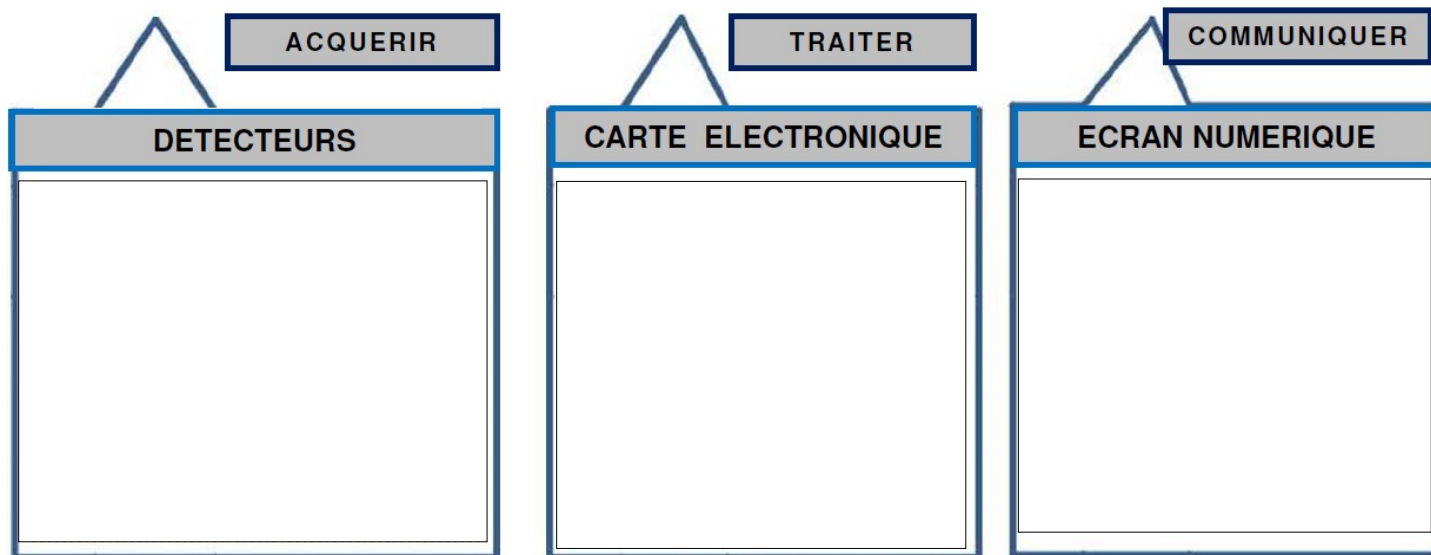 ACQUERIR
TRAITER
COMMUNIQUER
DETECTEURS
CARTE ELECTRONIQUE
ECRAN NUMERIQUE